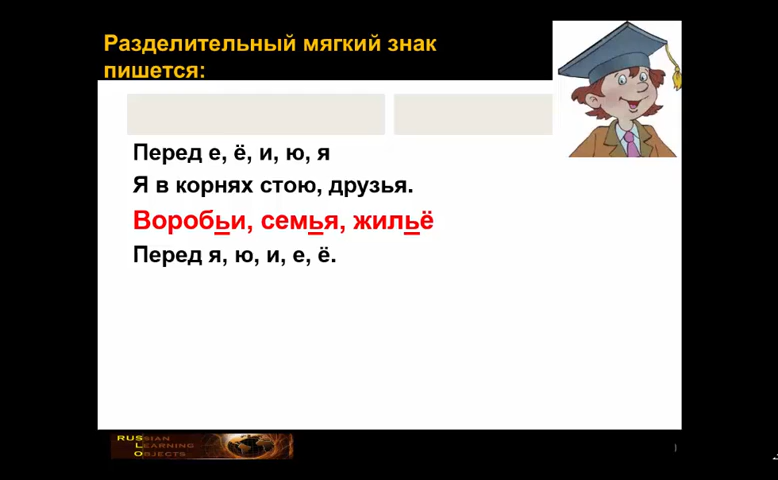 Разделительный мягкий знак
пишется:
Перед е, ё, и, ю, я
Я в корнях стою, друзья.
Воробьи, семья, жильё
Перед я, ю, и, е, ё.
RUSSIAN
LEARNING
OBJECTS